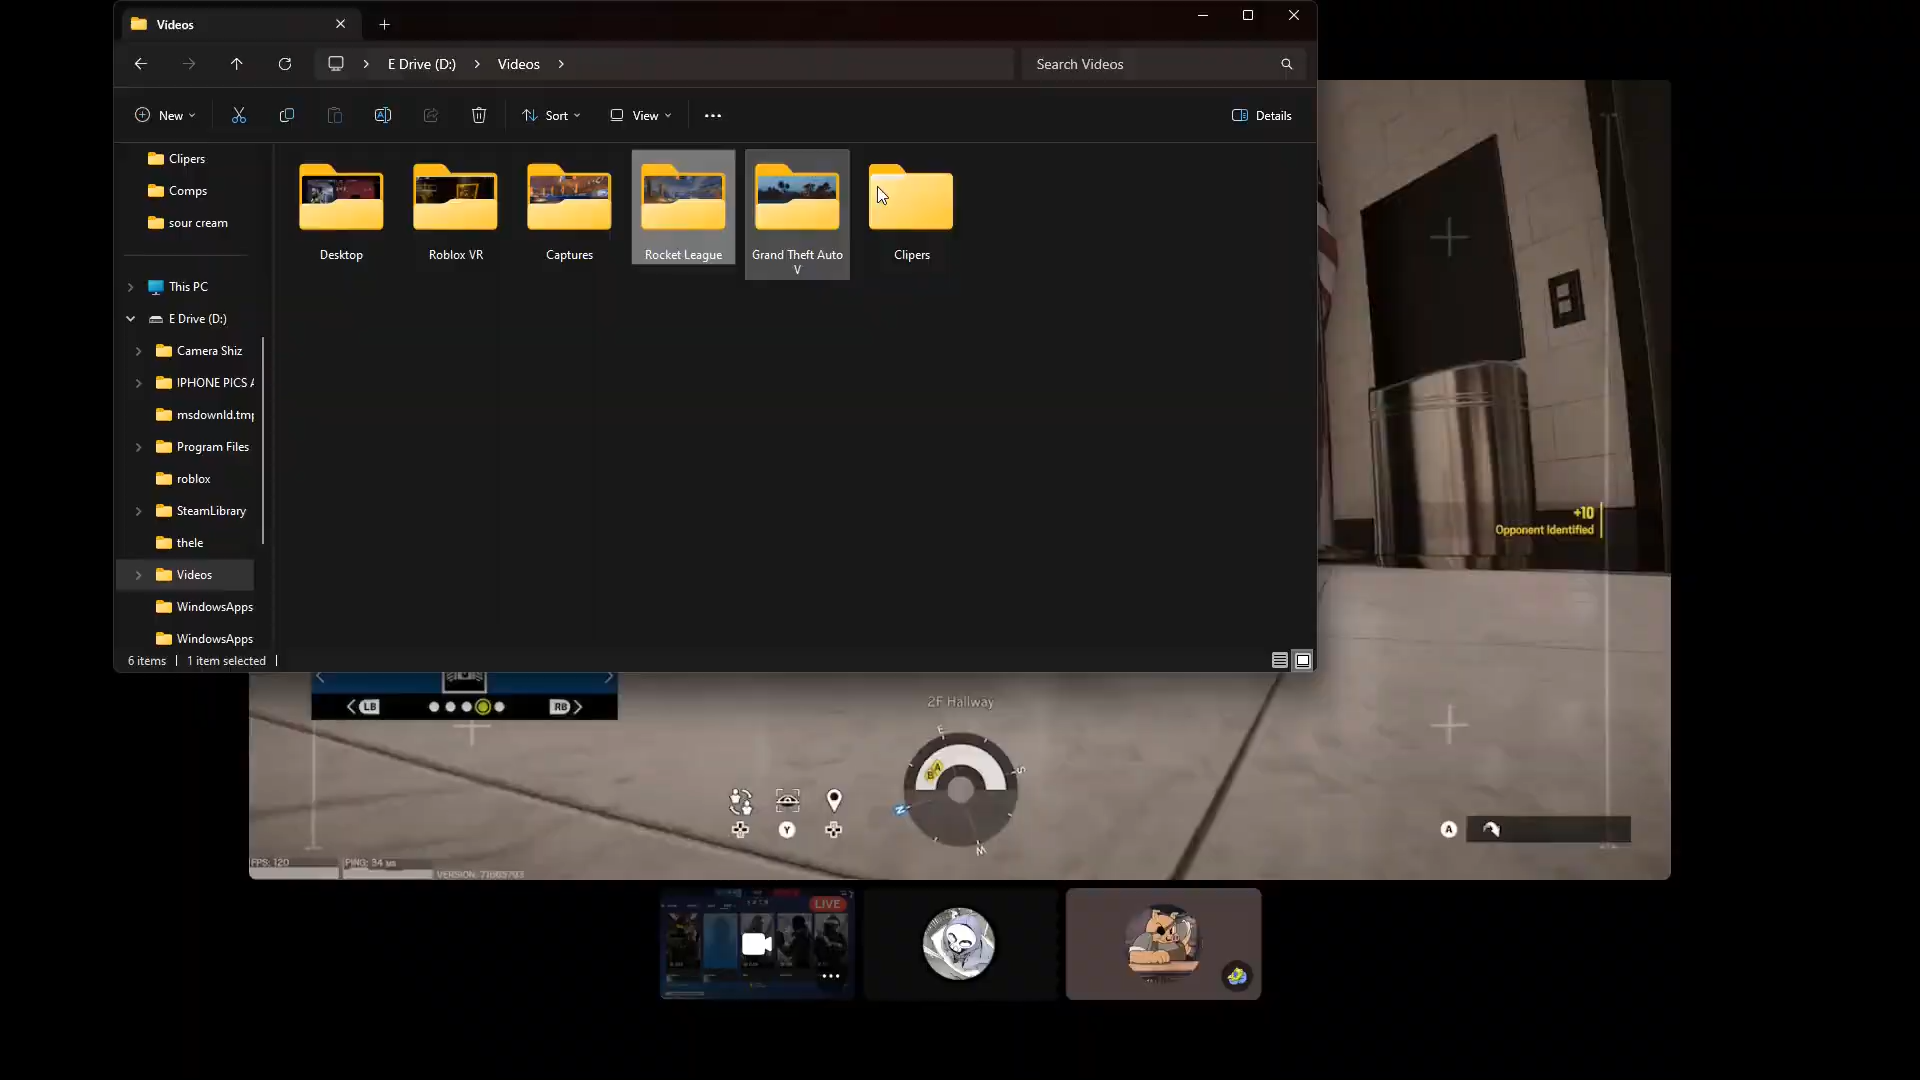 Videos
E Drive (D:) Videos
Search Videos
New
Sort
View
Details
Clipers
Comps
sour cream
This PC
E Drive (D:)
Camera Shiz
IPHONE PICS
msdownld.tmp
Program Files
roblox
SteamLibrary
thele
Videos
WindowsApps
WindowsApps
Desktop
Roblox VR
Captures
Rocket League
Grand Theft Auto
V
Clipers
6 items
1 item selected
+10
Opponent Identified
LB
RB
2F Hallway
E
S
B A
N
W
Y
A
FPS: 120
PING: 34 ms
LIVE